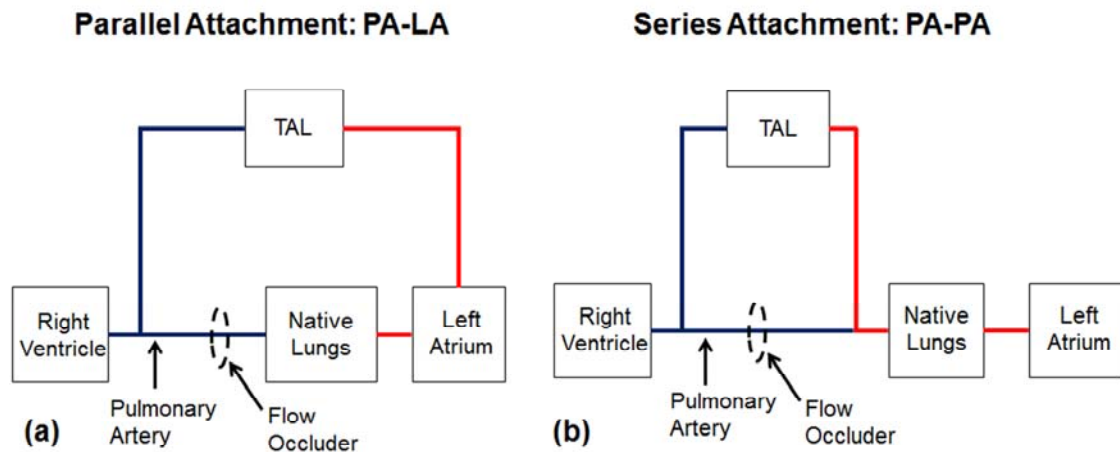 Parallel Attachment: PA-LA
TAL
Right
Ventricle
Native
Lungs
Left
Atrium
Pulmonary
Artery
Flow
Occluder
(a)
Series Attachment: PA-PA
TAL
Right
Ventricle
Native
Lungs
Left
Atrium
Pulmonary
Artery
Flow
Occluder
(b)